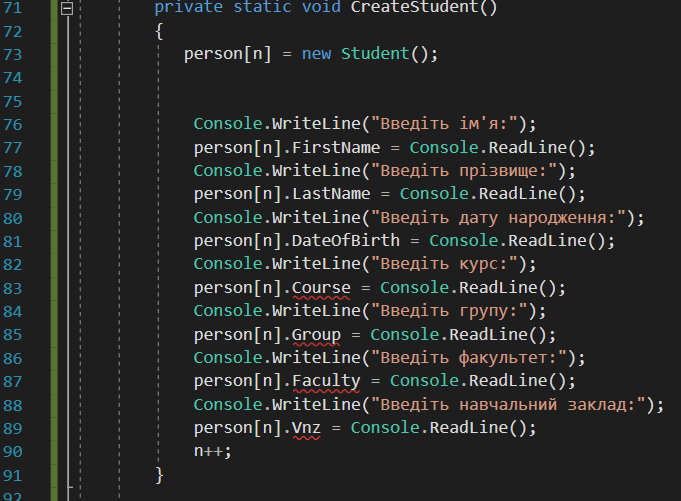 71 private static void CreateStudent()
72 {
73 person[n] = new Student();
74
75
76 Console.WriteLine("Введіть ім'я:");
77 person[n].FirstName = Console.ReadLine();
78 Console.WriteLine("Введіть прізвище:");
79 person[n].LastName = Console.ReadLine();
80 Console.WriteLine("Введіть дату народження:");
81 person[n].DateOfBirth = Console.ReadLine();
82 Console.WriteLine("Введіть курс:");
83 person[n].Course = Console.ReadLine();
84 Console.WriteLine("Введіть групу:");
85 person[n].Group = Console.ReadLine();
86 Console.WriteLine("Введіть факультет:");
87 person[n].Faculty = Console.ReadLine();
88 Console.WriteLine("Введіть навчальний заклад:");
89 person[n].Vnz = Console.ReadLine();
90 n++;
91 }
92